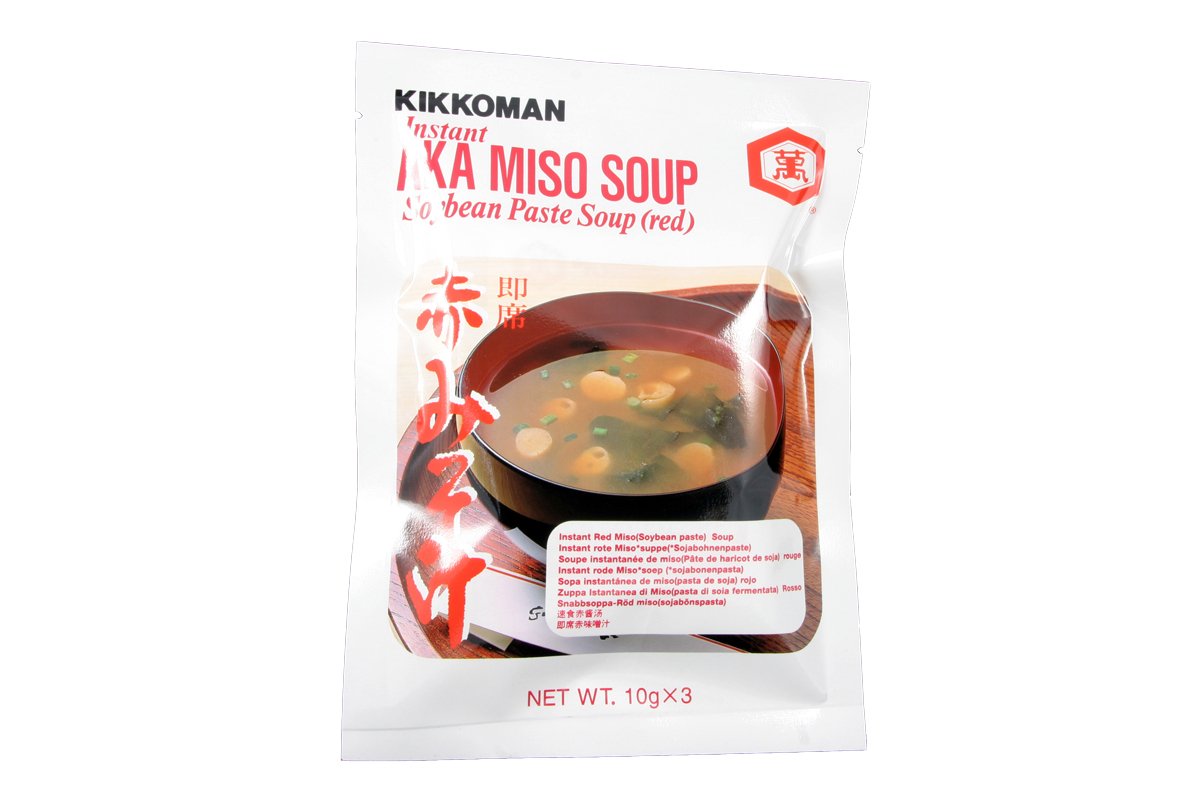 KIKKOMAN
Instant
AKA MISO SOUP
Soybean Paste Soup (red)
萬
®
即席
赤みそ汁
Instant Red Miso(Soybean paste) Soup
Instant rote Miso*suppe(*Sojabohnenpaste)
Soupe instantanée de miso(Pâte de haricot de soja) rouge
Instant rode Miso*soep (*sojabonenpasta)
Sopa instantánea de miso(pasta de soja) rojo
Zuppa Istantanea di Miso(pasta di soia fermentata) Rosso
Snabbsoppa-Röd miso(sojabönspasta)
速食赤酱汤
即席赤味噌汁
NET WT. 10g×3